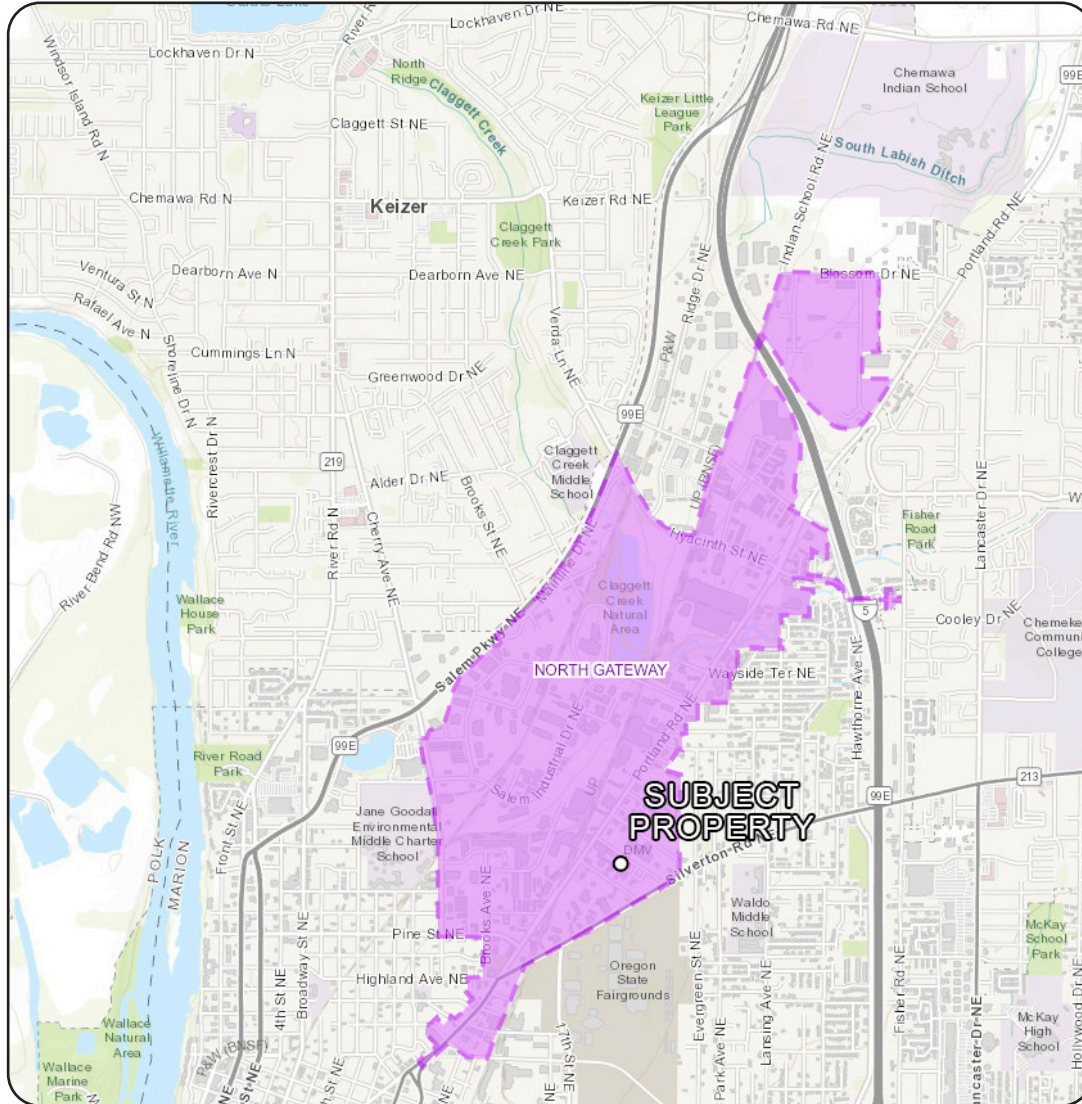 Lockhaven Dr NE
Chemawa Rd NE
Lockhaven Dr N
Windsor Island Rd N
North
Ridge
Claggett Creek
Chemawa
Indian School
99E
Keizer Little
League
Park
Claggett St NE
South Labish Ditch
Indian School Rd NE
Chemawa Rd N
Keizer
Keizer Rd NE
Portland Rd NE
Claggett
Creek Park
Ventura St N
Dearborn Ave N
Dearborn Ave NE
Ridge Dr NE
Blossom Dr NE
Rafael Ave N
Shoreline Dr N
Cummings Ln N
Verda Ln NE
P&W
Greenwood Dr NE
99E
Rivercrest Dr N
Willamette River
219
Claggett
Creek
Middle
School
UP (BNSF)
Alder Dr NE
Brooks St NE
River Rd N
Cherry Ave NE
Mainline Dr NE
Hyacinth St NE
Fisher
Road
Park
Lancaster Dr NE
River Bend Rd NW
Claggett
Creek
Natural
Area
Wallace
House
Park
5
Cooley Dr NE
Salem Pkwy NE
NORTH GATEWAY
Wayside Ter NE
Hawthorne Ave NE
Salem Industrial Dr NE
Portland Rd NE
99E
River Road
Park
UP
213
99E
SUBJECT
PROPERTY
DMV
Silverton Rd NE
Environmental
Middle Charter
School
Front St NE
POLK
MARION
Waldo
Middle
School
Brooks Ave NE
Pine St NE
Broadway St NE
4th St NE
Highland Ave NE
Oregon
State
Fairgrounds
Evergreen St NE
Lansing Ave NE
Park Ave NE
Fisher Rd NE
McKay
School
Park
Hollywood Dr NE
McKay
High
School
17th St NE
NE
Wallace
Natural
Area
P&W (BNSF)
Wallace
Marine
Park